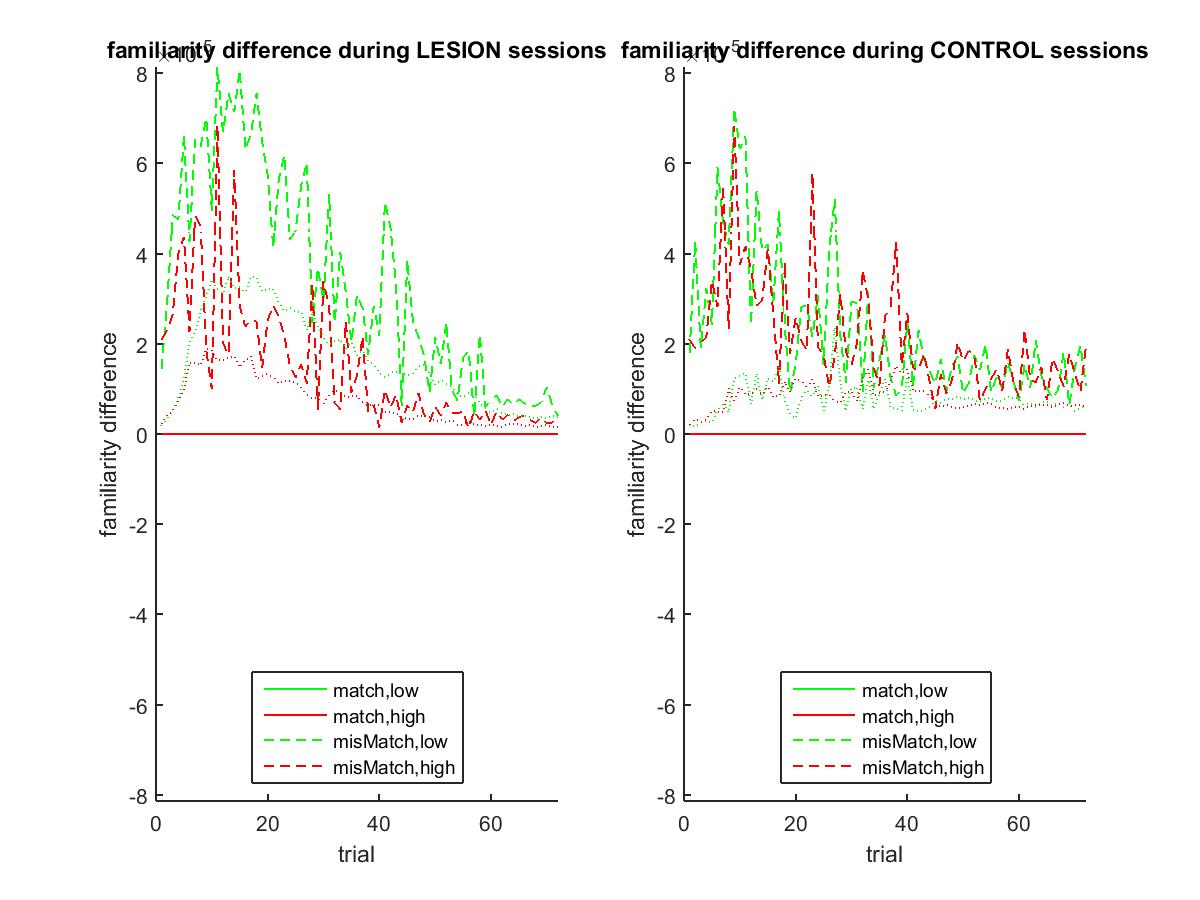 familiarity difference during LESION sessions
familiarity difference during CONTROL sessions
8
6
4
2
0
-2
-4
-6
-8
familiarity difference
match,low
match,high
misMatch,low
misMatch,high
0
20
40
60
trial
8
6
4
2
0
-2
-4
-6
-8
familiarity difference
match,low
match,high
misMatch,low
misMatch,high
0
20
40
60
trial